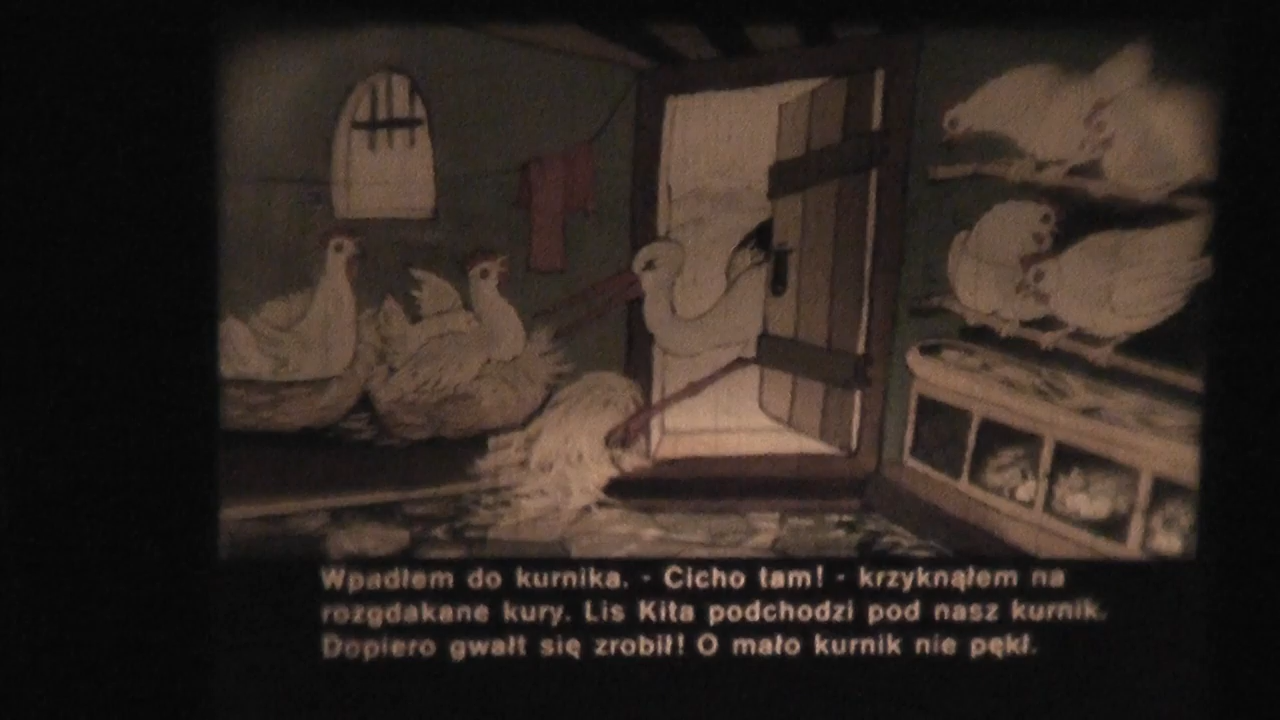 Wpadłem do kurnika. - Cicho tam! - krzyknąłem na
rozgdakane kury. Lis Kita podchodzi pod nasz kurnik.
Dopiero gwałt się zrobił! O mało kurnik nie pękł.